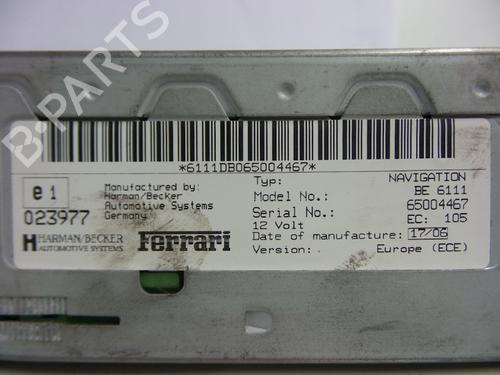 B-PARTS
*6111DB065004467*
e1
023977
Manufactured by:
Harman/Becker
Automotive Systems
Germany
HARMAN/BECKER
AUTOMOTIVE SYSTEMS
Ferrari
Typ: NAVIGATION
Model No.: BE 6111
Serial No.: 65004467
12 Volt EC: 105
Date of manufacture: 17/06
Version: Europe (ECE)